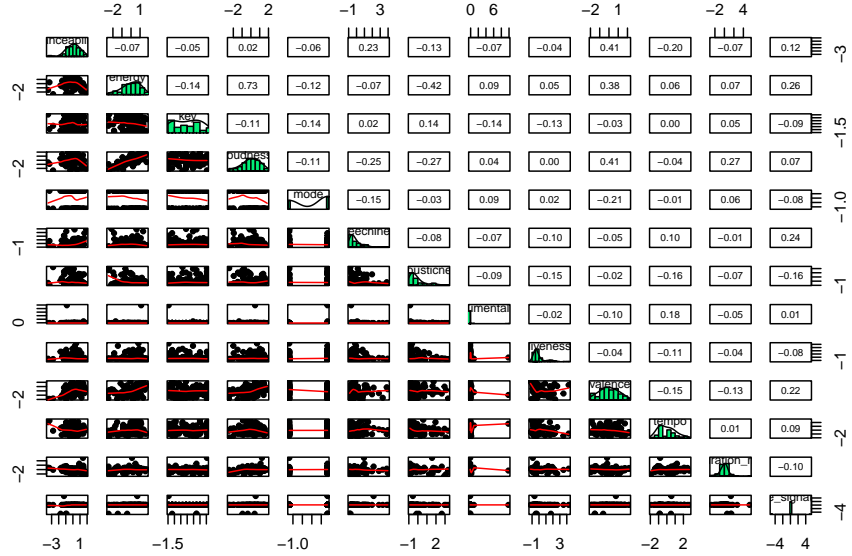 −2 1 −2 2 −1 1 3 0 6 −2 1 −2 4
nceabili −0.07 −0.05 0.02 −0.06 0.23 −0.13 −0.07 −0.04 0.41 −0.20 −0.07 0.12 −3
−2 energy −0.14 0.73 −0.12 −0.07 −0.42 0.09 0.05 0.38 0.06 0.07 0.26
key −0.11 −0.14 0.02 0.14 −0.14 −0.13 −0.03 0.00 0.05 −0.09 −1.5
−2 oudness −0.11 −0.25 −0.27 0.04 0.00 0.41 −0.04 0.27 0.07
mode −0.15 −0.03 0.09 0.02 −0.21 −0.01 0.06 −0.08 −1.0
−1 eechine −0.08 −0.07 −0.10 −0.05 0.10 −0.01 0.24
ousticne −0.09 −0.15 −0.02 −0.16 −0.07 −0.16 −1
0 umental −0.02 −0.10 0.18 −0.05 0.01
iveness −0.04 −0.11 −0.04 −0.08 −1
−2 valence −0.15 −0.13 0.22
tempo 0.01 0.09 −2
−2 ration_m −0.10
e_signat −4
−3 1 −1.5 −1.0 −1 2 −1 3 −2 2 −4 4